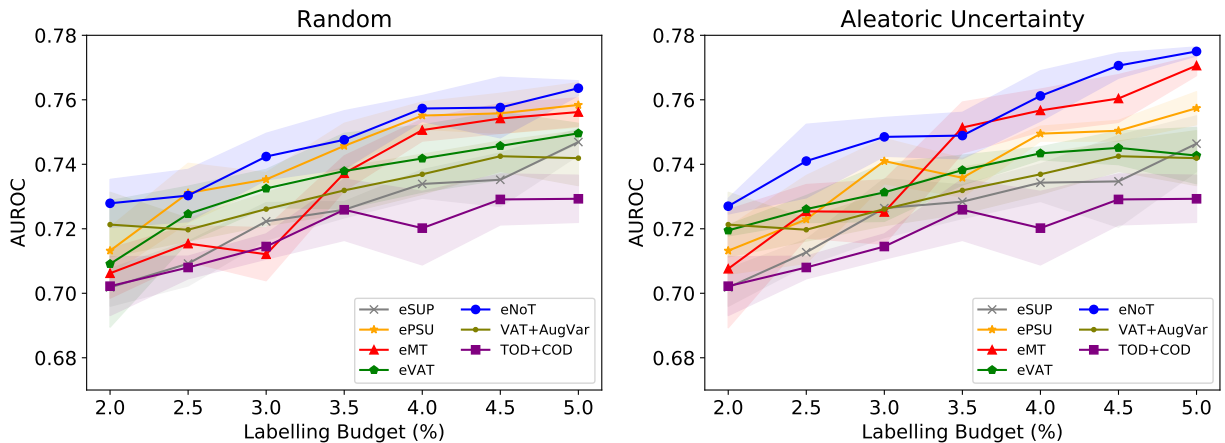 Random
AUROC
0.78
0.76
0.74
0.72
0.70
0.68
2.0 2.5 3.0 3.5 4.0 4.5 5.0
Labelling Budget (%)
eSUP eNoT
ePSU VAT+AugVar
eMT TOD+COD
eVAT
Aleatoric Uncertainty
AUROC
0.78
0.76
0.74
0.72
0.70
0.68
2.0 2.5 3.0 3.5 4.0 4.5 5.0
Labelling Budget (%)
eSUP eNoT
ePSU VAT+AugVar
eMT TOD+COD
eVAT